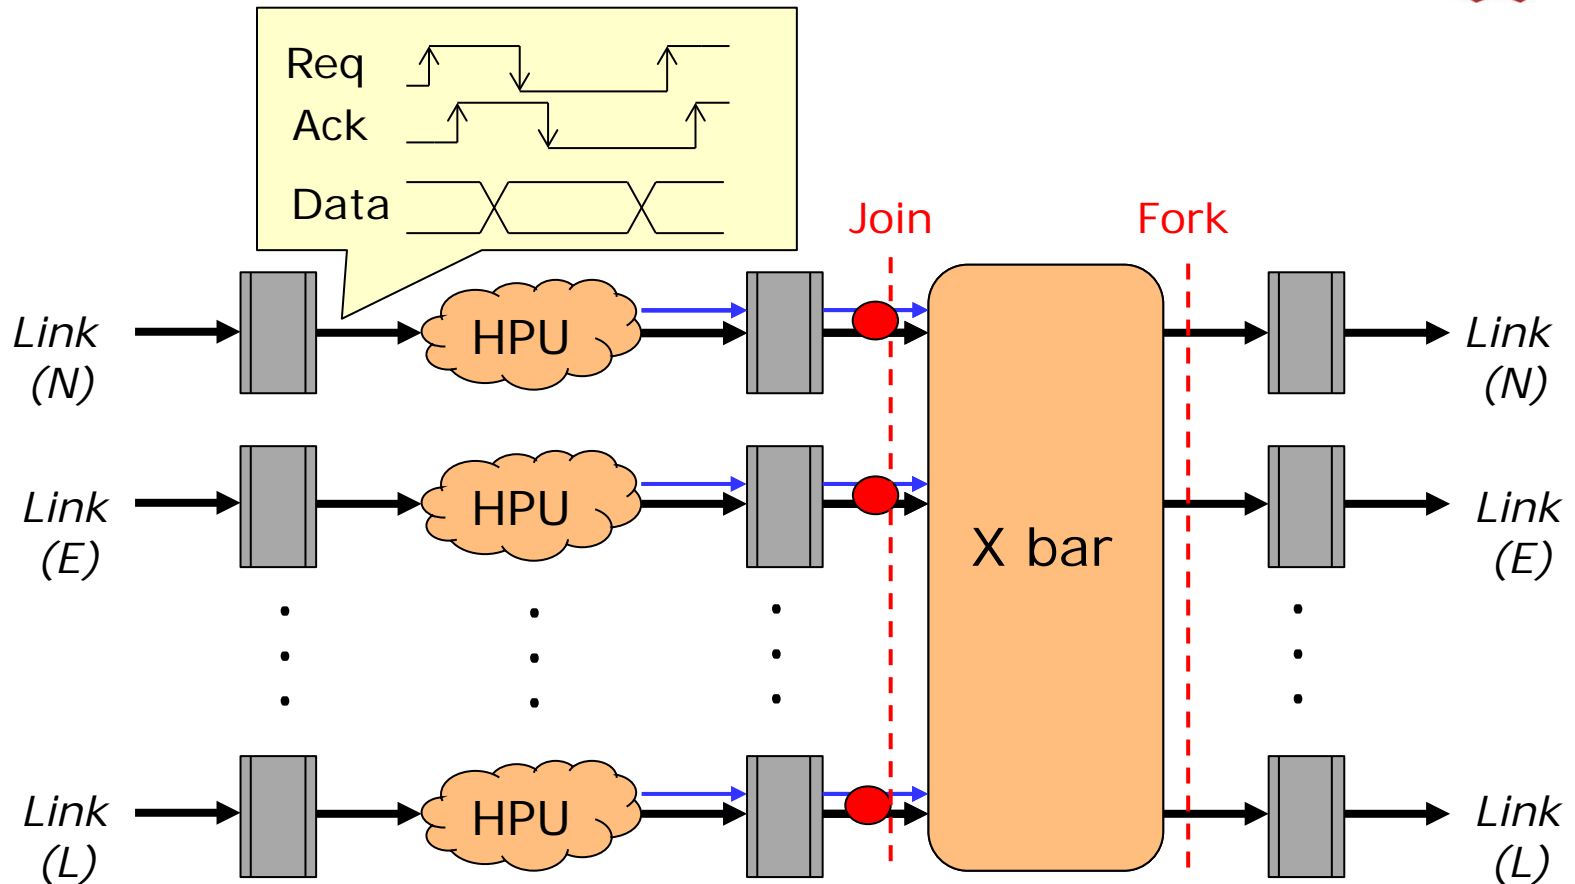 Req
Ack
Data
Join
Fork
Link
(N)
HPU
Link
(N)
Link
(E)
HPU
X bar
Link
(E)
Link
(L)
HPU
Link
(L)